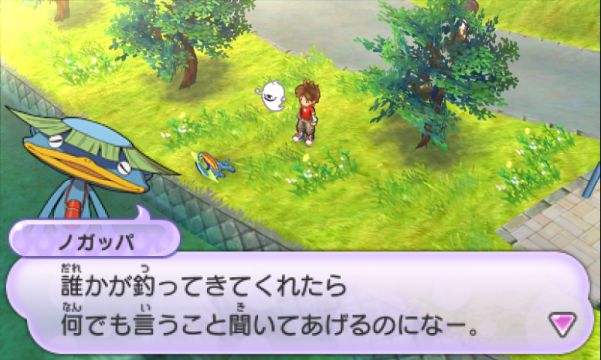 ノガッパ
誰かが釣ってきてくれたら
何でも言うこと聞いてあげるのになー。